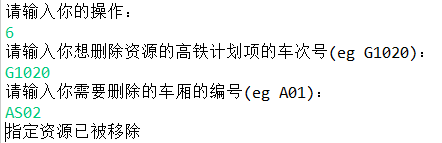 请输入你的操作：
6
请输入你想删除资源的高铁计划项的车次号(eg G1020)：
G1020
请输入你需要删除的车厢的编号(eg A01)：
AS02
指定资源已被移除